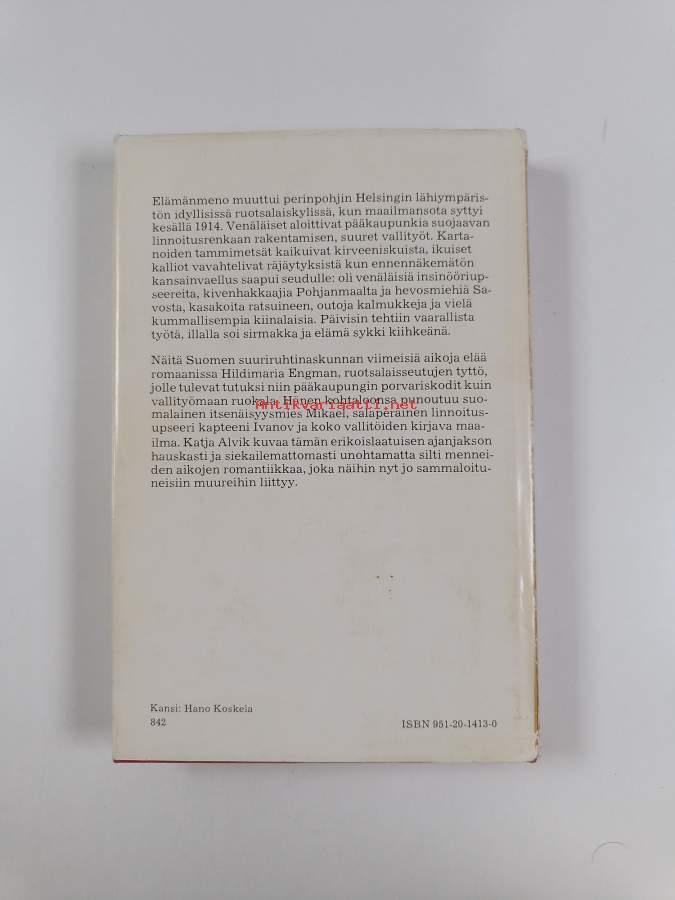 Elämänmeno muuttui perinpohjin Helsingin lähiympäris-
tön idyllisissä ruotsalaiskylissä, kun maailmansota syttyi
kesällä 1914. Venäläiset aloittivat pääkaupunkia suojaavan
linnoitusrenkaan rakentamisen, suuret vallityöt. Karta-
noiden tammimetsät kaikuivat kirveeniskuista, ikuiset
kalliot vavahtelivat räjäytyksistä kun ennennäkemätön
kansainvaellus saapui seudulle: oli venäläisiä insinööriup-
seereita, kivenhakkaajia Pohjanmaalta ja hevosmiehiä Sa-
vosta, kasakoita ratsuineen, outoja kalmukkeja ja vielä
kummallisempia kiinalaisia. Päivisin tehtiin vaarallista
työtä, illalla soi sirmakka ja elämä sykki kiihkeänä.
Näitä Suomen suuriruhtinaskunnan viimeisiä aikoja elää
romaanissa Hildimaria Engman, ruotsalaisseutujen tyttö,
jolle tulevat tutuksi niin pääkaupungin porvariskodit kuin
vallityömaan ruokala. Hänen kohtaloonsa punoutuu suo-
Antikvariaatti.net
malainen itsenäisyysmies Mikael, salaperäinen linnoitus-
upseeri kapteeni Ivanov ja koko vallitöiden kirjava maa-
ilma. Katja Alvik kuvaa tämän erikoislaatuisen ajanjakson
hauskasti ja siekailemattomasti unohtamatta silti mennei-
den aikojen romantiikkaa, joka näihin nyt jo sammaloitu-
neisiin muureihin liittyy.
Kansi: Hano Koskela
842
ISBN 951-20-1413-0